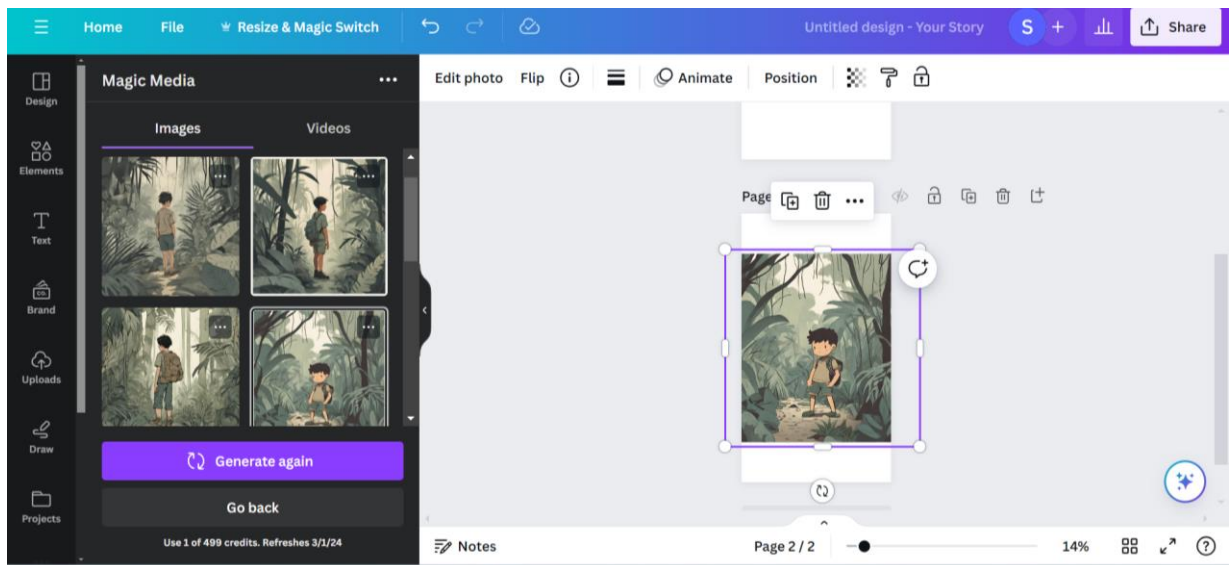 Home File Resize & Magic Switch Untitled design - Your Story S + Share
Design
Elements
Text
Brand
Uploads
Draw
Projects
Magic Media
Images Videos
Generate again
Go back
Use 1 of 499 credits. Refreshes 3/1/24
Edit photo Flip Animate Position
Page
Notes Page 2 / 2 14%